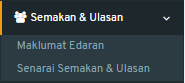 Semakan & Ulasan
Maklumat Edaran
Senarai Semakan & Ulasan